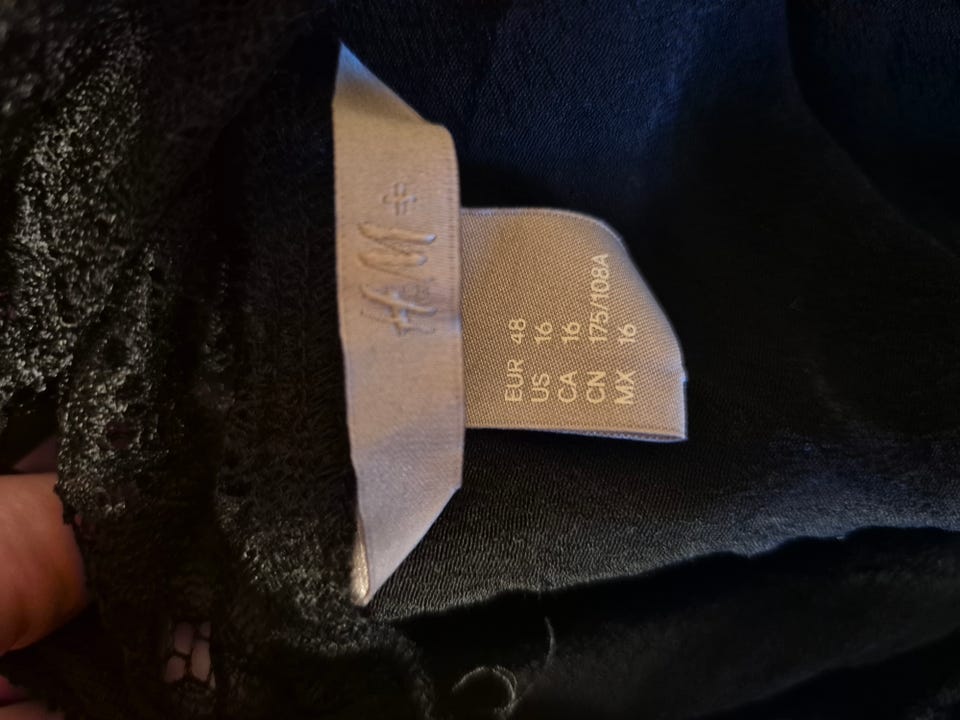 H&M+
EUR 48
US 16
CA 16
CN 175/108A
MX 16